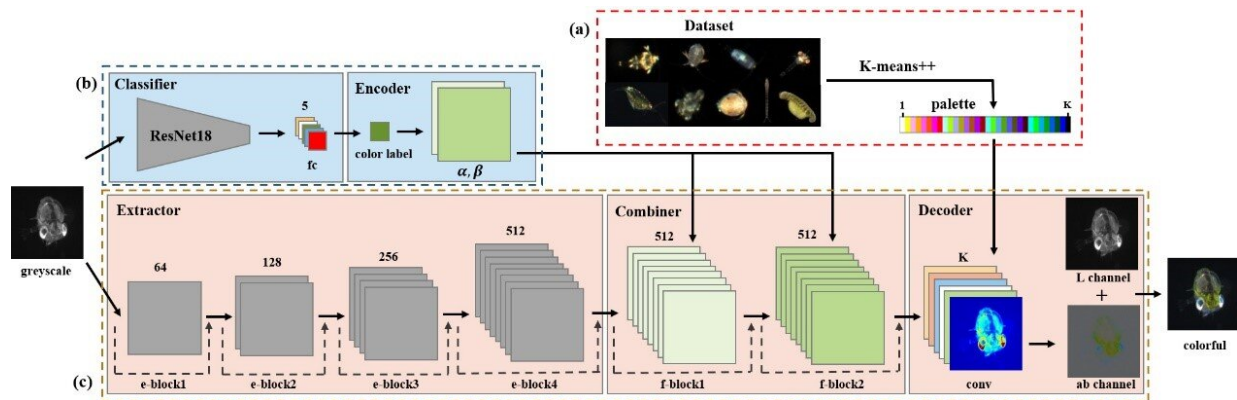 (a)
Dataset
K-means++
1 palette K
(b)
Classifier
ResNet18
5
fc
Encoder
color label
α, β
greyscale
(c)
Extractor
64
128
256
512
e-block1
e-block2
e-block3
e-block4
Combiner
512
512
f-block1
f-block2
Decoder
K
conv
L channel
+
ab channel
colorful